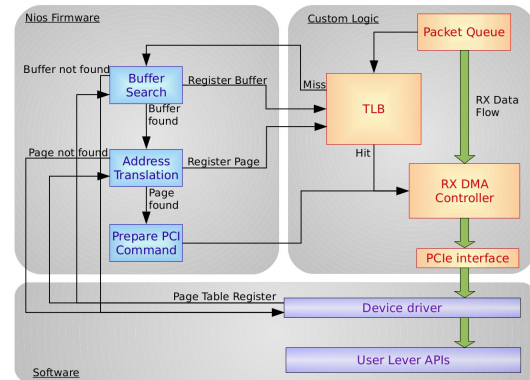 Nios Firmware
Custom Logic
Packet Queue
Buffer not found
Buffer
Search
Register Buffer
Miss
TLB
RX Data
Flow
Buffer
found
Page not found
Address
Translation
Register Page
Hit
Page
found
RX DMA
Controller
Prepare PCI
Command
PCIe interface
Page Table Register
Device driver
User Lever APIs
Software